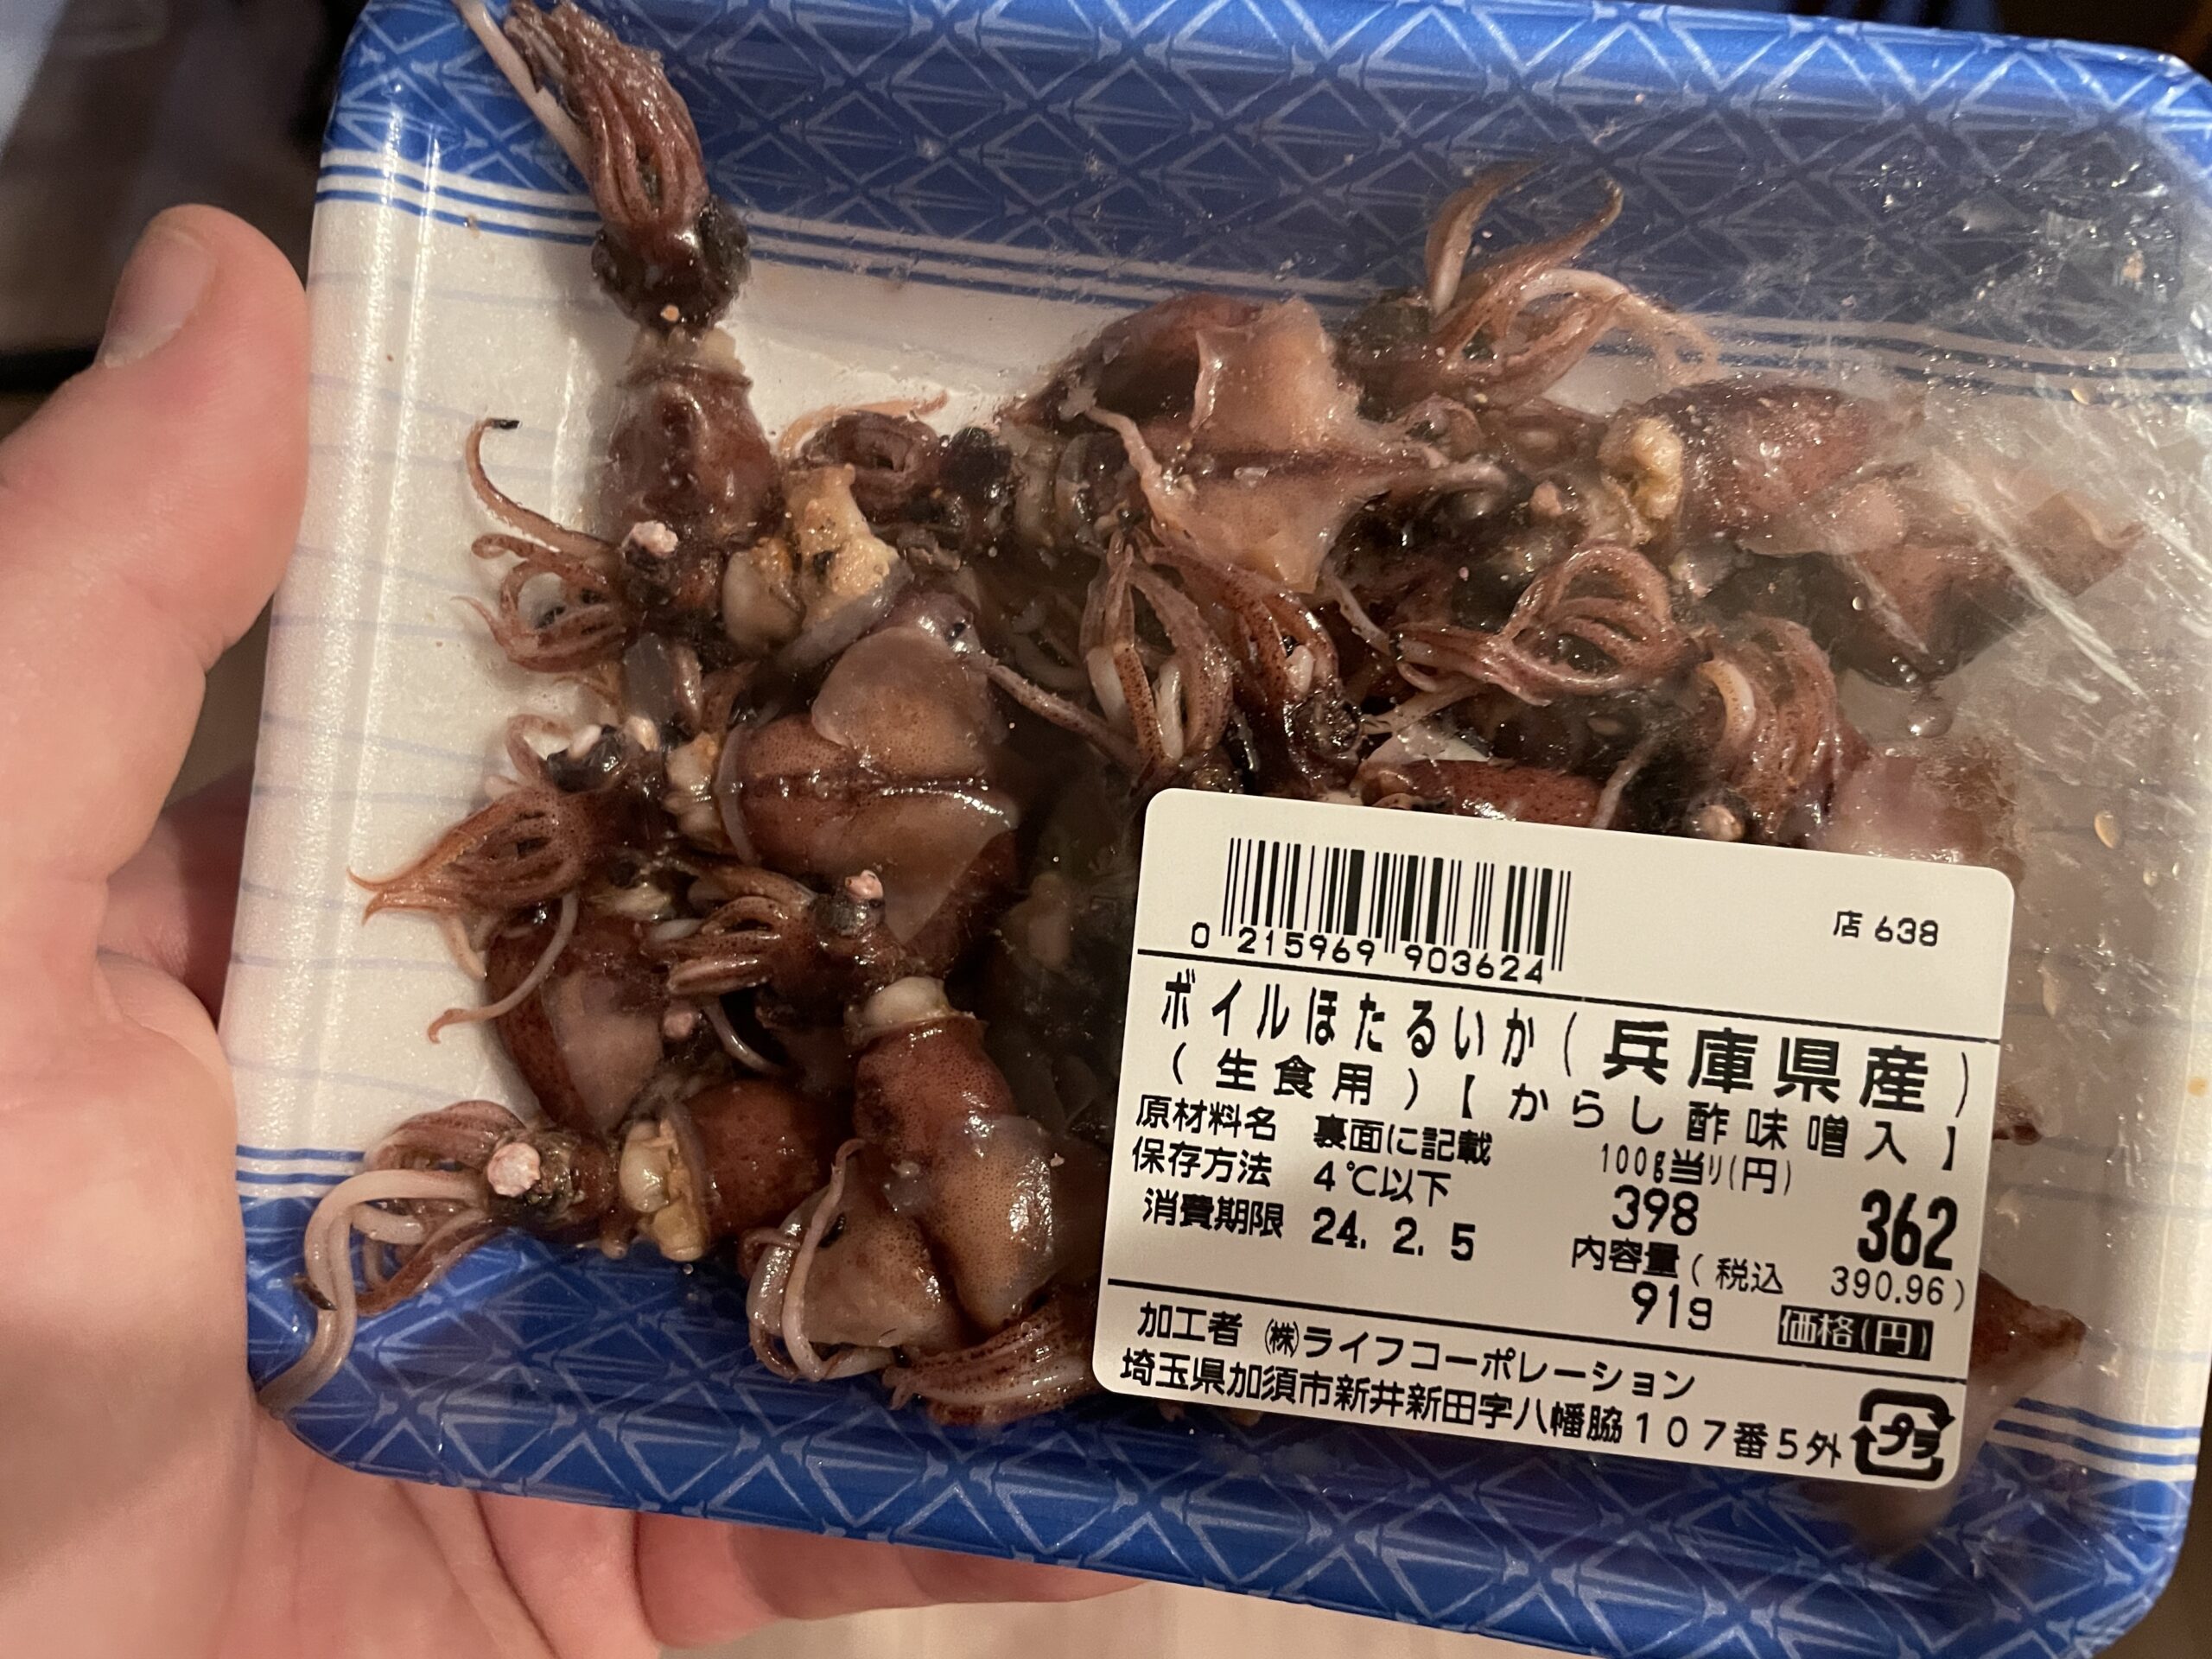 店 638
0 215969 903624
ボイルほたるいか(兵庫県産)
(生食用)【からし酢味噌入】
原材料名 裏面に記載
100g当り(円)
保存方法 4℃以下
398
362
消費期限 24. 2. 5
内容量
(税込 390.96)
91g
価格(円)
加工者 ㈱ライフコーポレーション
埼玉県加須市新井新田字八幡脇107番5外
プラ